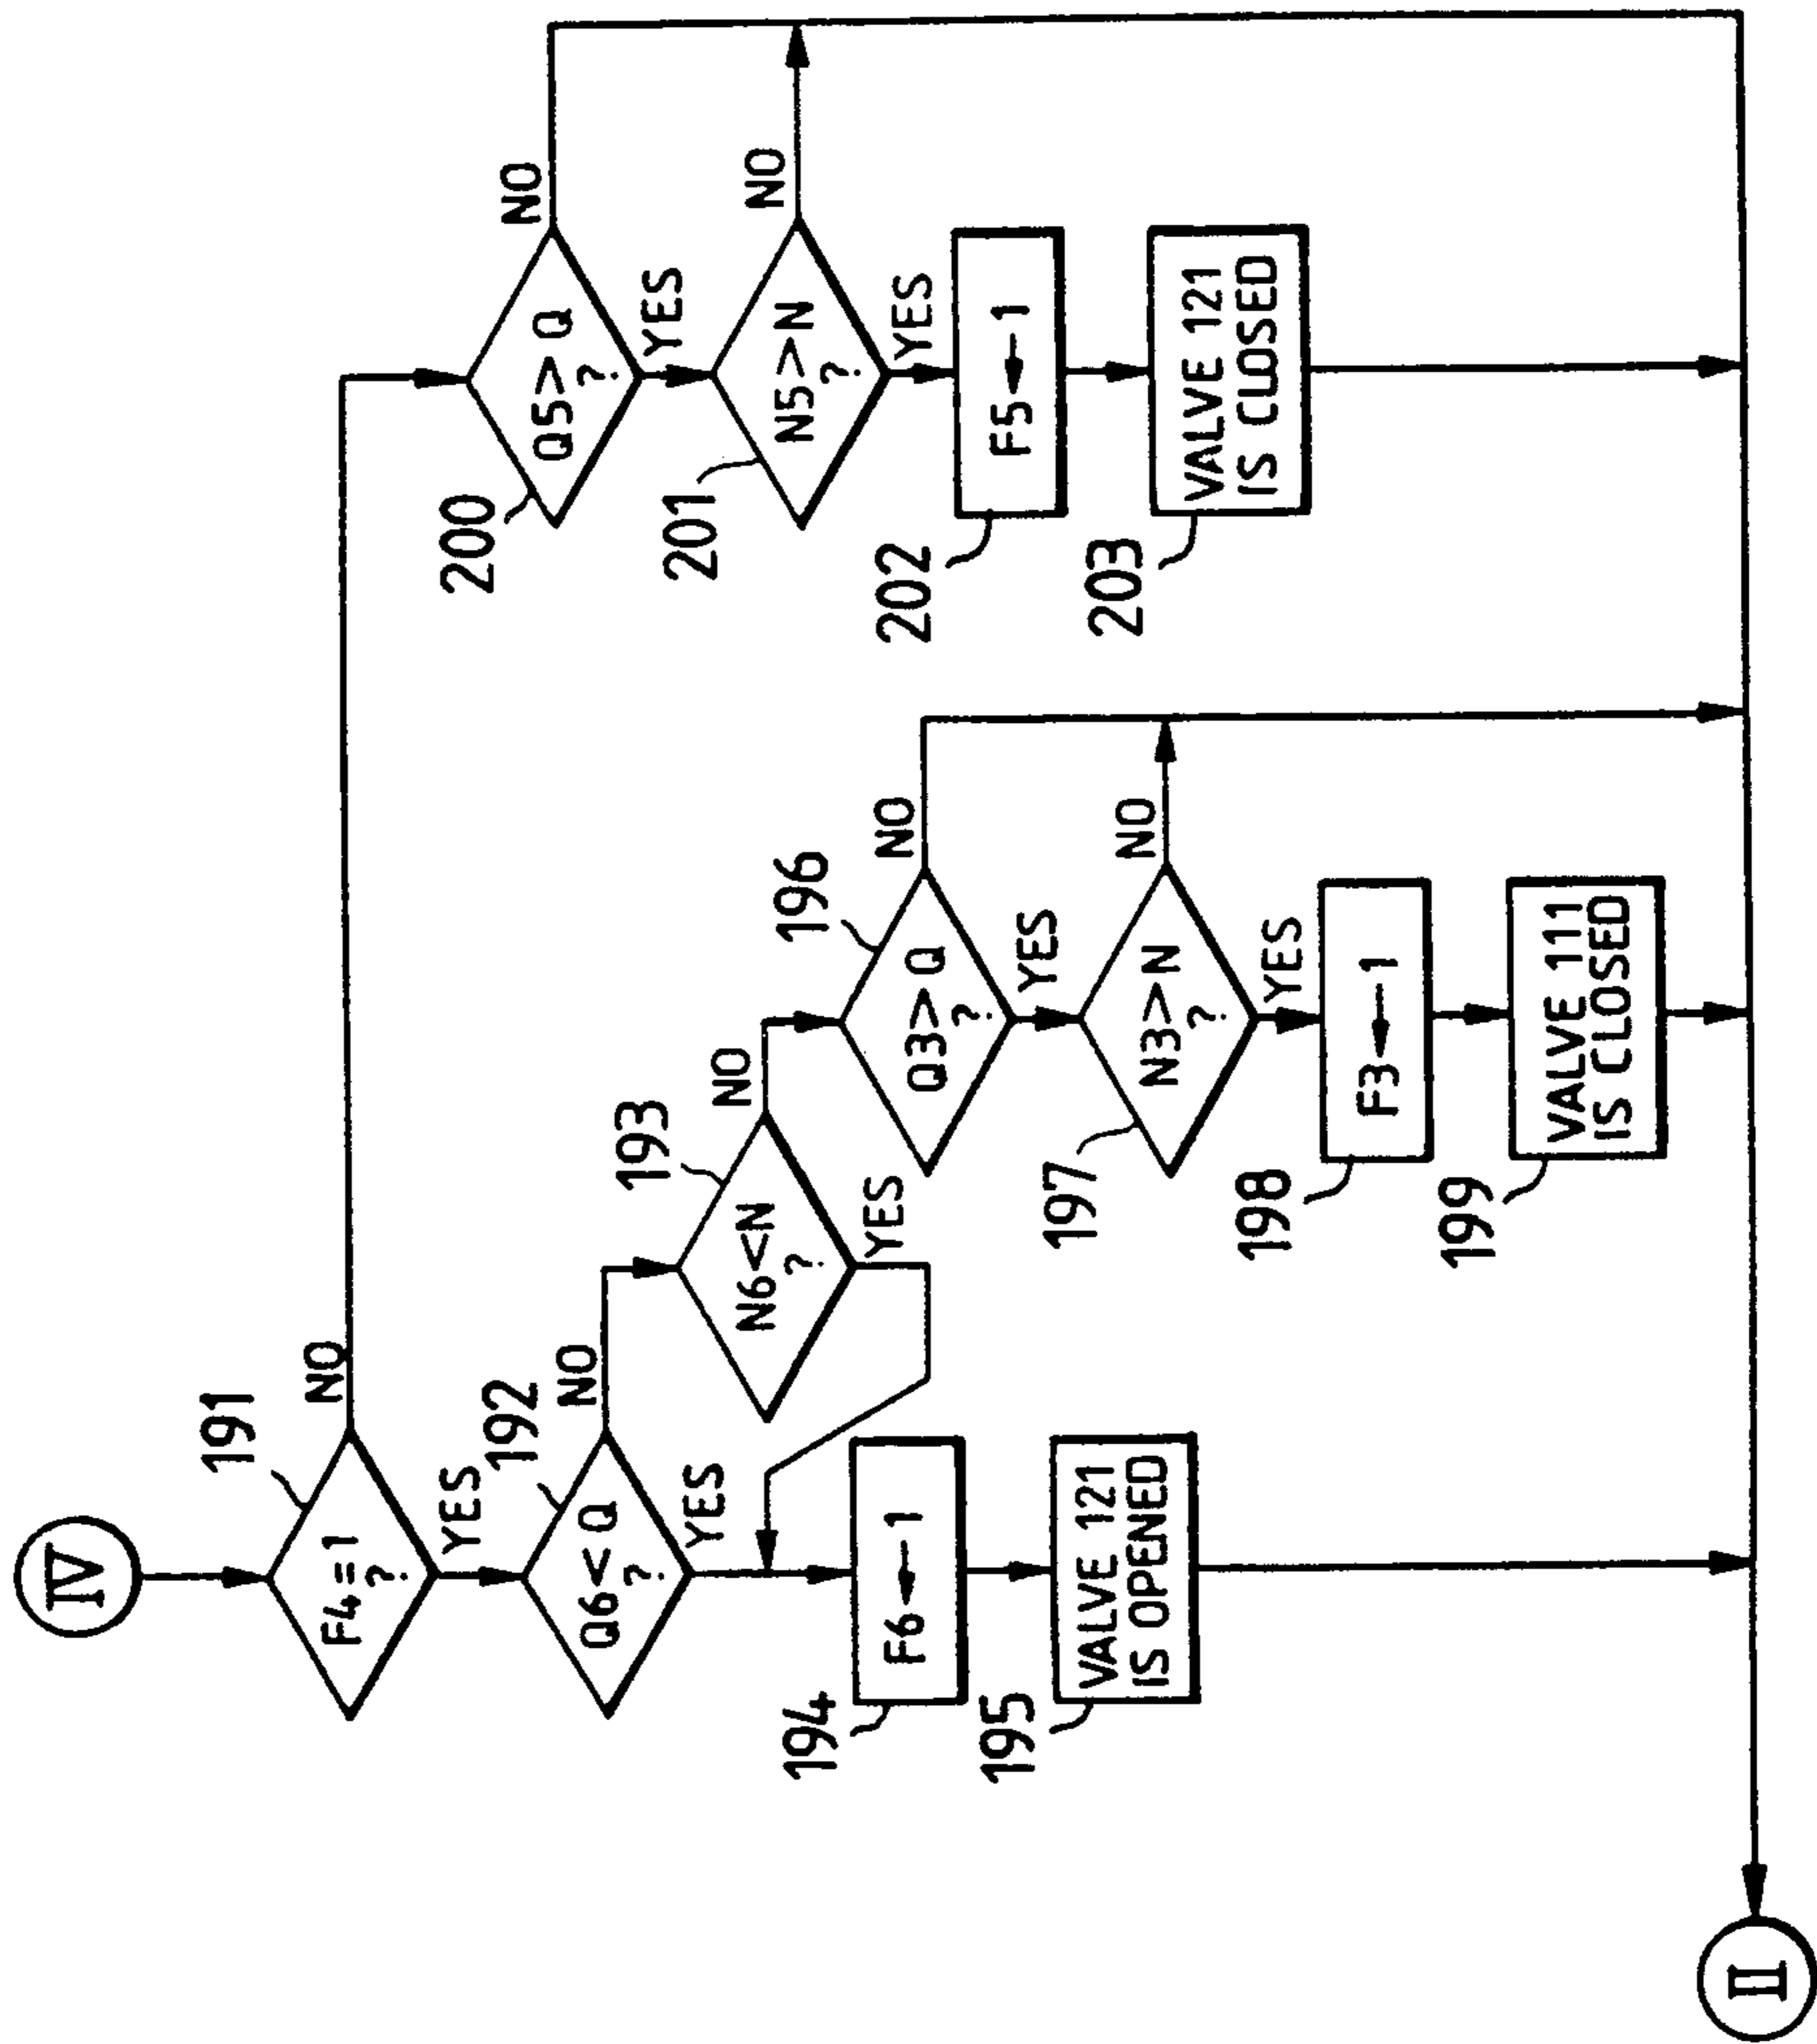 IV
191
F4=1
?
NO
YES
192
Q6<Q
?
NO
YES
193
N6<N
?
NO
YES
194
F6←1
195
VALVE 121
IS OPENED
196
Q3>Q
?
NO
YES
197
N3>N
?
NO
YES
198
F3←1
199
VALVE 111
IS CLOSED
200
Q5>Q
?
NO
YES
201
N5>N
?
NO
YES
202
F5←1
203
VALVE 121
IS CLOSED
II